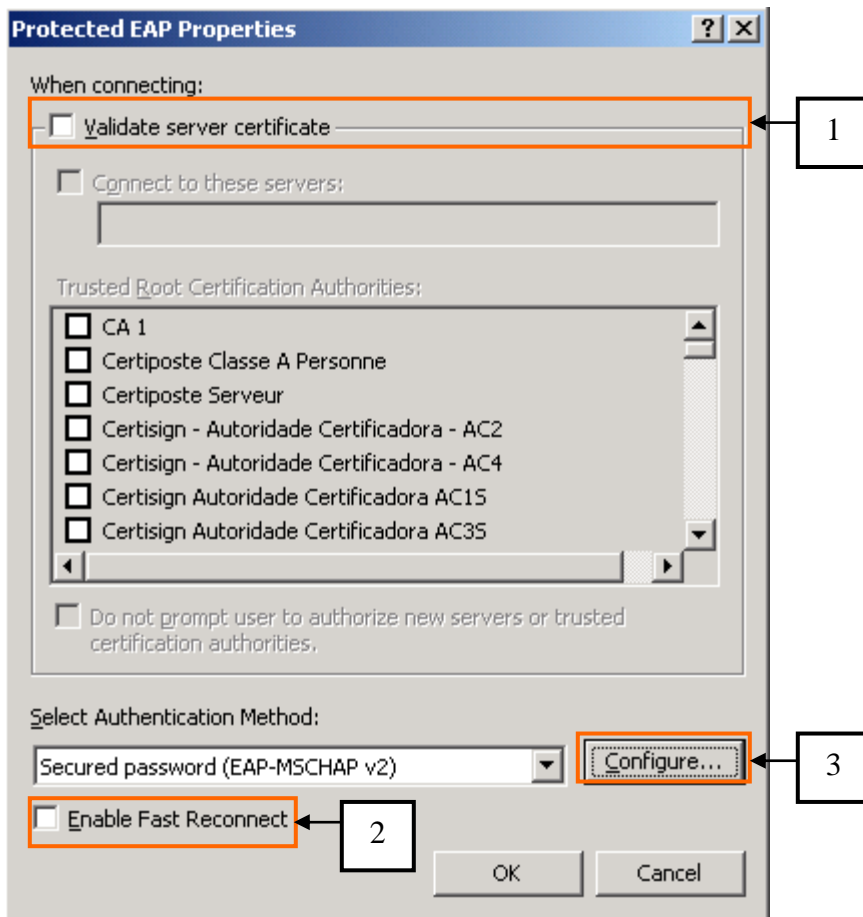 Protected EAP Properties
When connecting:
Validate server certificate
1
Connect to these servers:
Trusted Root Certification Authorities:
CA 1
Certiposte Classe A Personne
Certiposte Serveur
Certisign - Autoridade Certificadora - AC2
Certisign - Autoridade Certificadora - AC4
Certisign Autoridade Certificadora AC1S
Certisign Autoridade Certificadora AC3S
Do not prompt user to authorize new servers or trusted
certification authorities.
Select Authentication Method:
Secured password (EAP-MSCHAP v2)
Configure...
3
Enable Fast Reconnect
2
OK
Cancel